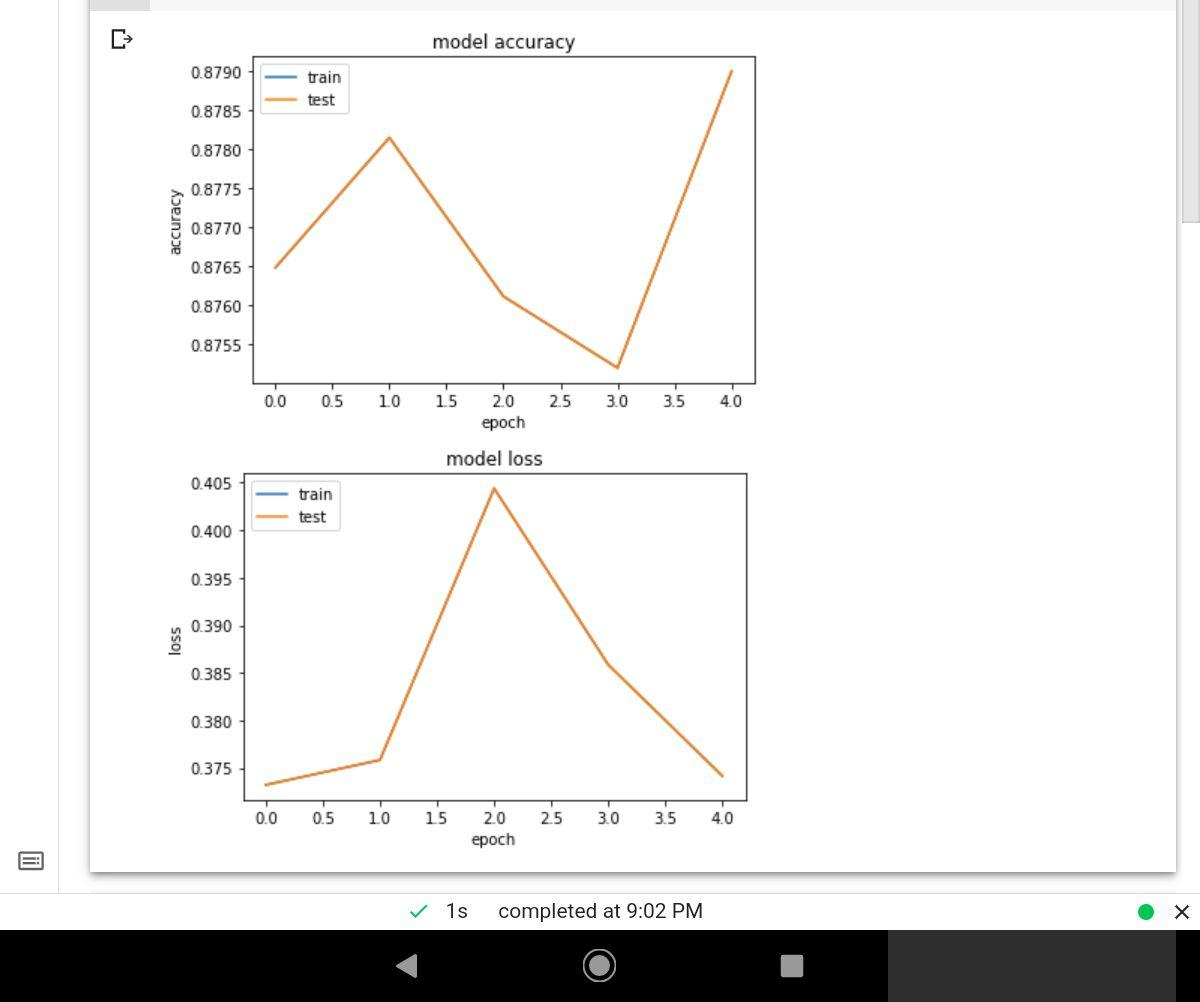 model accuracy
train
test
0.8790
0.8785
0.8780
0.8775
0.8770
0.8765
0.8760
0.8755
accuracy
0.0 0.5 1.0 1.5 2.0 2.5 3.0 3.5 4.0
epoch
model loss
train
test
0.405
0.400
0.395
0.390
0.385
0.380
0.375
loss
0.0 0.5 1.0 1.5 2.0 2.5 3.0 3.5 4.0
epoch
1s completed at 9:02 PM